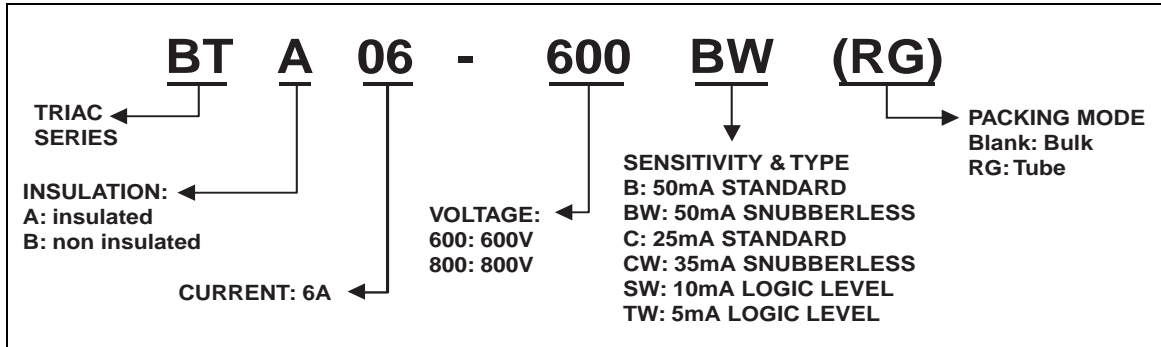 BT A 06 - 600 BW (RG)
TRIAC
SERIES
INSULATION:
A: insulated
B: non insulated
CURRENT: 6A
VOLTAGE:
600: 600V
800: 800V
SENSITIVITY & TYPE
B: 50mA STANDARD
BW: 50mA SNUBBERLESS
C: 25mA STANDARD
CW: 35mA SNUBBERLESS
SW: 10mA LOGIC LEVEL
TW: 5mA LOGIC LEVEL
PACKING MODE
Blank: Bulk
RG: Tube